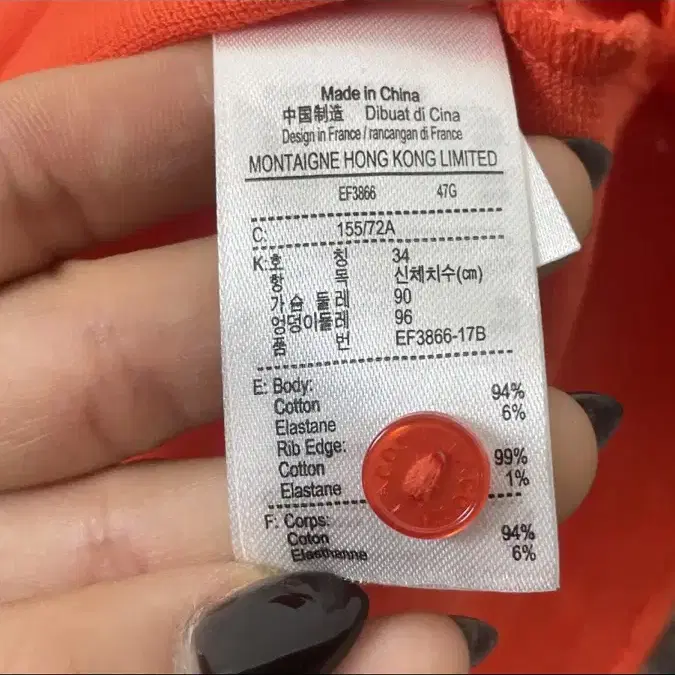 Made in China
中国制造 Dibuat di Cina
Design in France / rancangan di France
MONTAIGNE HONG KONG LIMITED
EF3866 47G
C: 155/72A
K: 호 칭 34
항 목 신체치수(㎝)
가 슴 둘 레 90
엉덩이둘레 96
품 번 EF3866-17B
E: Body:
Cotton 94%
Elastane 6%
Rib Edge:
Cotton 99%
Elastane 1%
F: Corps:
Coton 94%
Elasthanne 6%